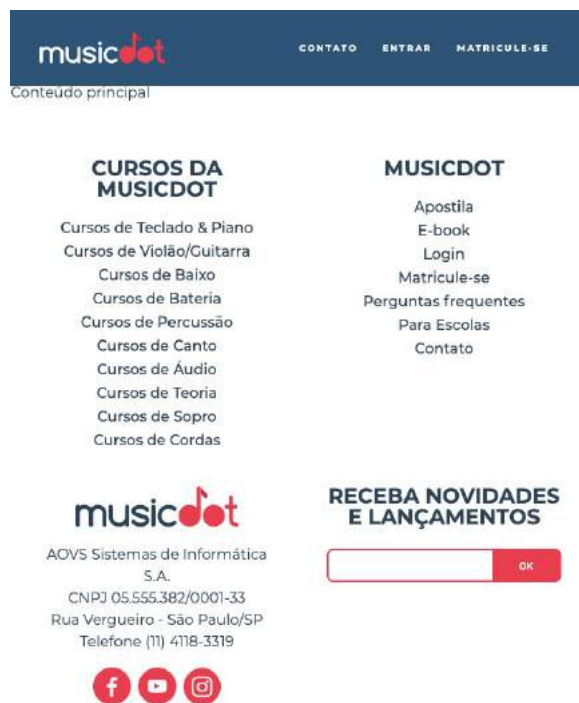 musicdot
CONTATO ENTRAR MATRICULE-SE
Conteúdo principal
CURSOS DA
MUSICDOT
Cursos de Teclado & Piano
Cursos de Violão/Guitarra
Cursos de Baixo
Cursos de Bateria
Cursos de Percussão
Cursos de Canto
Cursos de Áudio
Cursos de Teoria
Cursos de Sopro
Cursos de Cordas
MUSICDOT
Apostila
E-book
Login
Matricule-se
Perguntas frequentes
Para Escolas
Contato
musicdot
AOVS Sistemas de Informática
S.A.
CNPJ 05.555.382/0001-33
Rua Vergueiro - São Paulo/SP
Telefone (11) 4118-3319
RECEBA NOVIDADES
E LANÇAMENTOS
OK